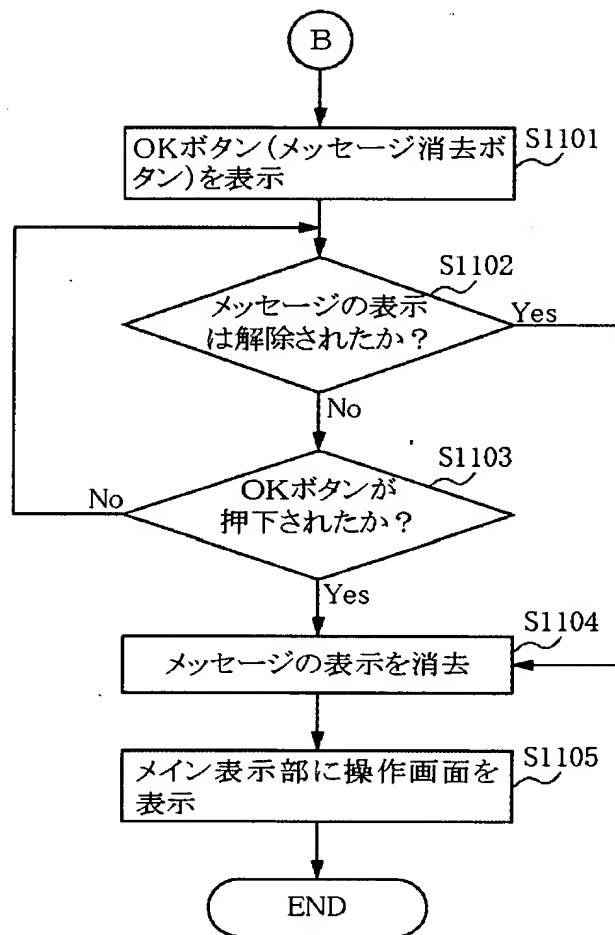 B
S1101
OKボタン(メッセージ消去ボ
タン)を表示
S1102
メッセージの表示
は解除されたか?
Yes
No
S1103
OKボタンが
押下されたか?
No
Yes
S1104
メッセージの表示を消去
S1105
メイン表示部に操作画面を
表示
END